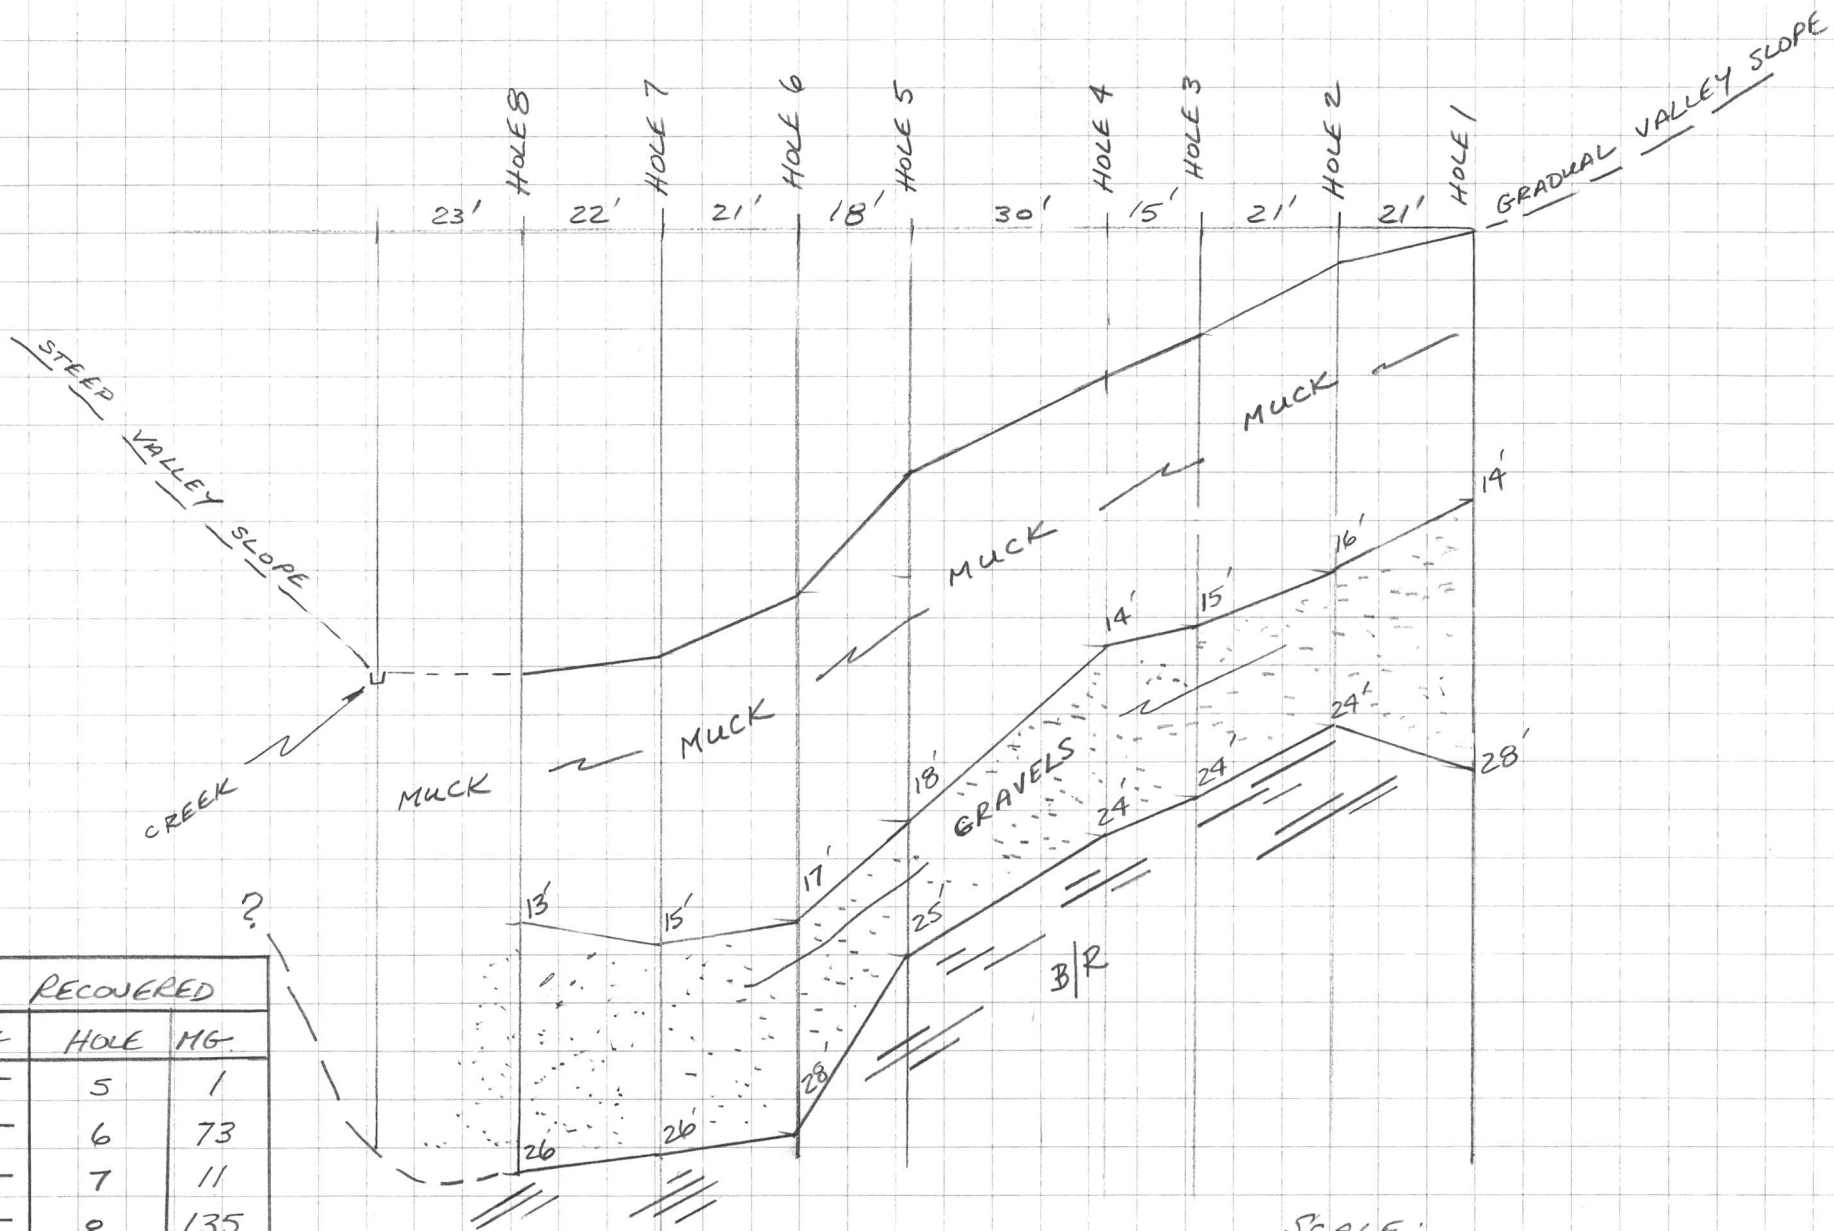 GRADUAL VALLEY SLOPE
HOLE 8
HOLE 7
HOLE 6
HOLE 5
HOLE 4
HOLE 3
HOLE 2
HOLE 1
23' 22' 21' 18' 30' 15' 21' 21'
STEEP VALLEY SLOPE
MUCK
MUCK
MUCK
MUCK
CREEK
14'
16'
15'
14'
18'
17'
15'
13'
GRAVELS
24'
28'
24'
24'
25'
28'
26'
26
B/R
?
RECOVERED
HOLE MG.
5 1
6 73
7 11
8 135
SCALE: